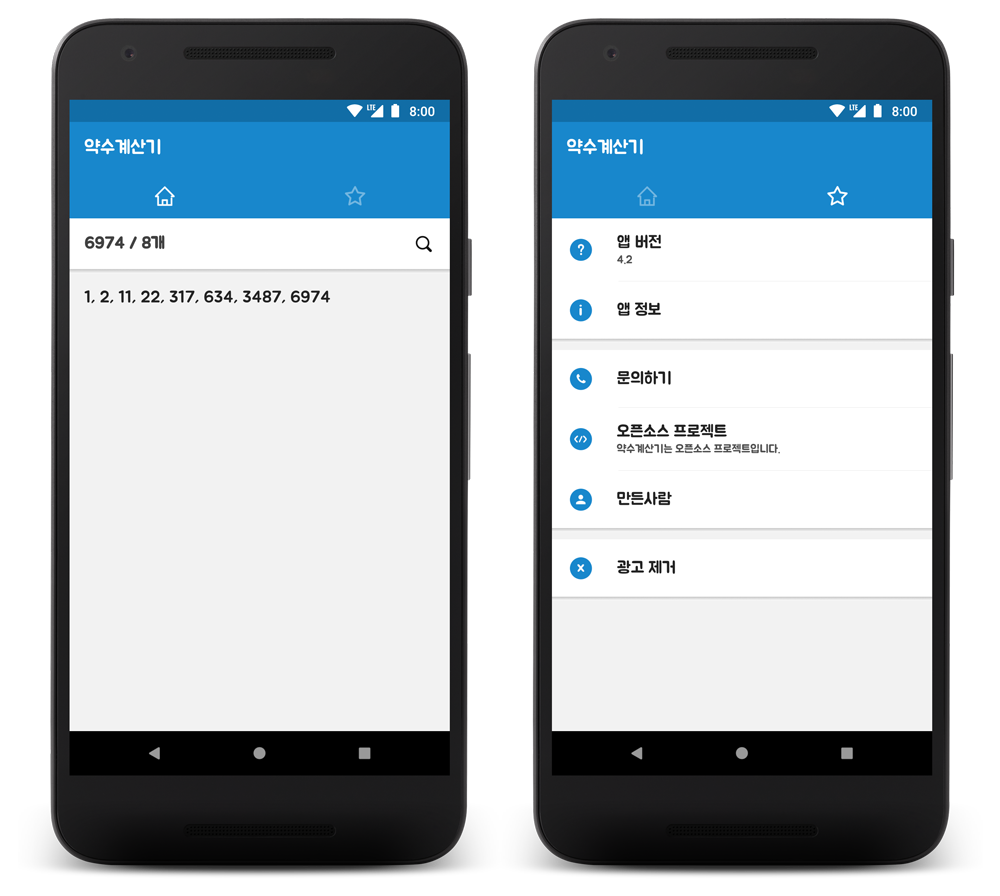 LTE 8:00
약수계산기
6974 / 8개
1, 2, 11, 22, 317, 634, 3487, 6974
LTE 8:00
약수계산기
앱 버전
4.2
앱 정보
문의하기
오픈소스 프로젝트
약수계산기는 오픈소스 프로젝트입니다.
만든사람
광고 제거